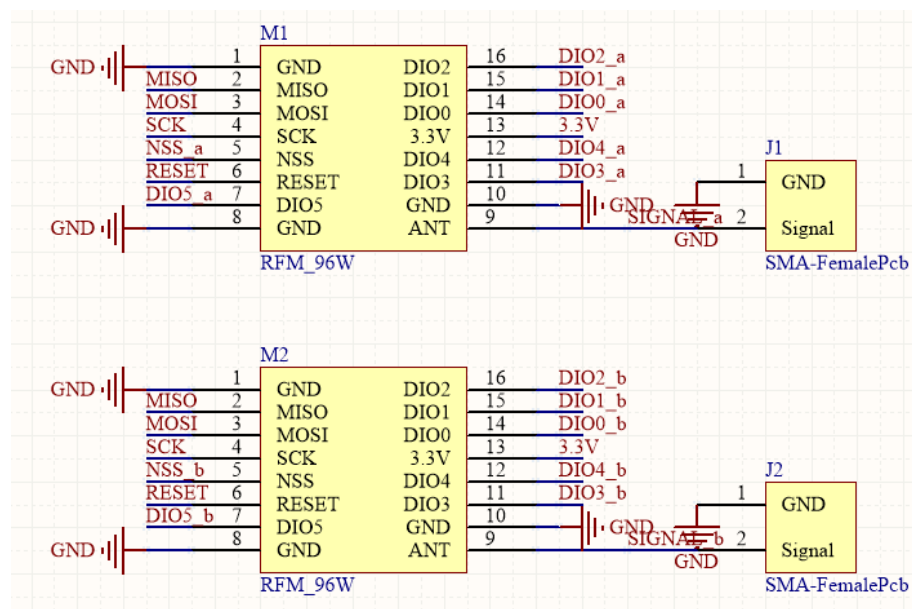 M1
1 GND DIO2 16 DIO2_a
GND
MISO 2 MISO DIO1 15 DIO1_a
MOSI 3 MOSI DIO0 14 DIO0_a
SCK 4 SCK 3.3V 13 3.3V
NSS_a 5 NSS DIO4 12 DIO4_a
RESET 6 RESET DIO3 11 DIO3_a
DIO5_a 7 DIO5 GND 10 GND
GND 8 GND ANT 9 SIGNAL_a
RFM_96W
J1
1 GND
2 Signal
GND
SMA-FemalePcb
M2
1 GND DIO2 16 DIO2_b
GND
MISO 2 MISO DIO1 15 DIO1_b
MOSI 3 MOSI DIO0 14 DIO0_b
SCK 4 SCK 3.3V 13 3.3V
NSS_b 5 NSS DIO4 12 DIO4_b
RESET 6 RESET DIO3 11 DIO3_b
DIO5_b 7 DIO5 GND 10 GND
GND 8 GND ANT 9 SIGNAL_b
RFM_96W
J2
1 GND
2 Signal
GND
SMA-FemalePcb